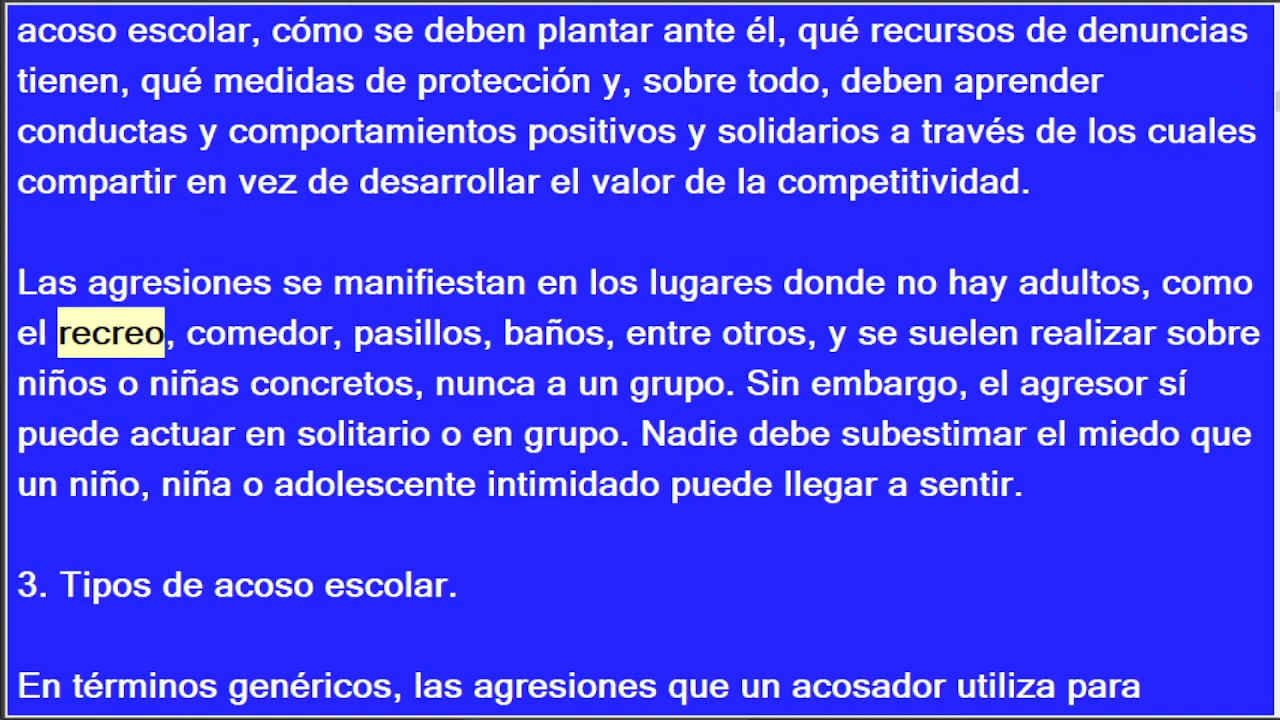 acoso escolar, cómo se deben plantar ante él, qué recursos de denuncias
tienen, qué medidas de protección y, sobre todo, deben aprender
conductas y comportamientos positivos y solidarios a través de los cuales
compartir en vez de desarrollar el valor de la competitividad.
Las agresiones se manifiestan en los lugares donde no hay adultos, como
el recreo, comedor, pasillos, baños, entre otros, y se suelen realizar sobre
niños o niñas concretos, nunca a un grupo. Sin embargo, el agresor sí
puede actuar en solitario o en grupo. Nadie debe subestimar el miedo que
un niño, niña o adolescente intimidado puede llegar a sentir.
3. Tipos de acoso escolar.
En términos genéricos, las agresiones que un acosador utiliza para